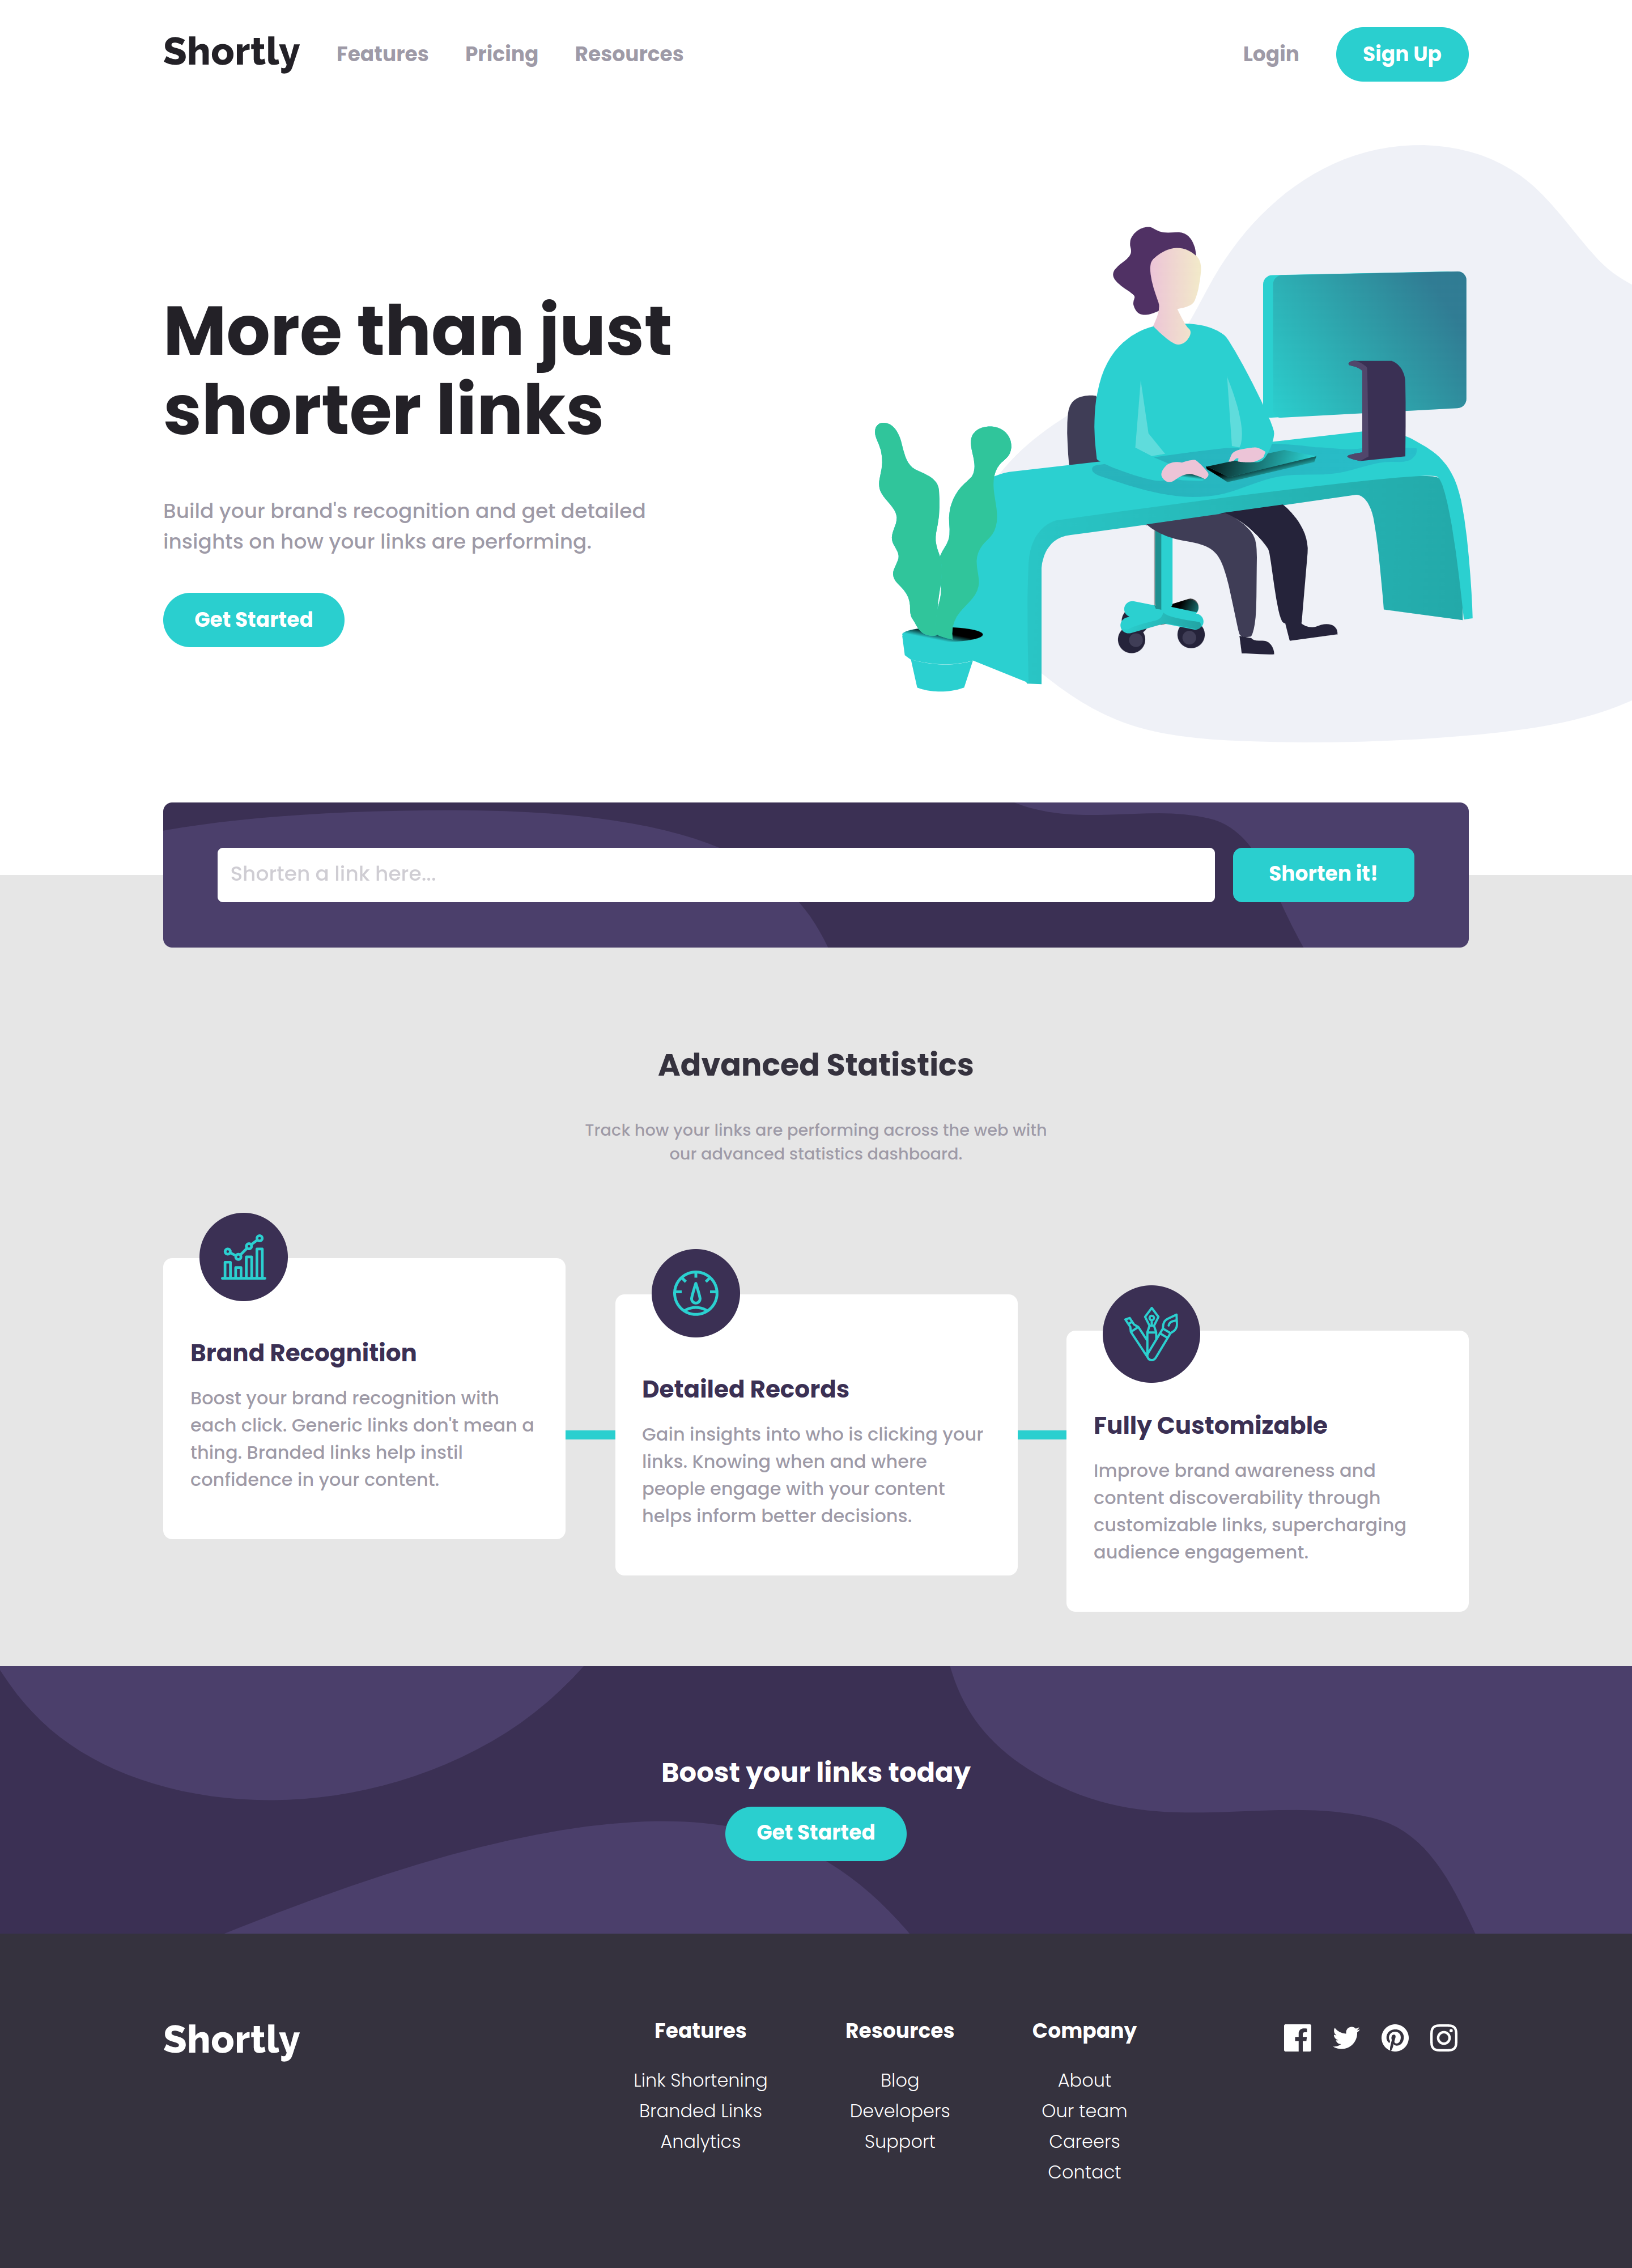 Shortly Features Pricing Resources Login Sign Up
More than just
shorter links
Build your brand's recognition and get detailed
insights on how your links are performing.
Get Started
Shorten a link here...
Shorten it!
Advanced Statistics
Track how your links are performing across the web with
our advanced statistics dashboard.
Brand Recognition
Boost your brand recognition with
each click. Generic links don't mean a
thing. Branded links help instil
confidence in your content.
Detailed Records
Gain insights into who is clicking your
links. Knowing when and where
people engage with your content
helps inform better decisions.
Fully Customizable
Improve brand awareness and
content discoverability through
customizable links, supercharging
audience engagement.
Boost your links today
Get Started
Shortly
Features
Link Shortening
Branded Links
Analytics
Resources
Blog
Developers
Support
Company
About
Our team
Careers
Contact